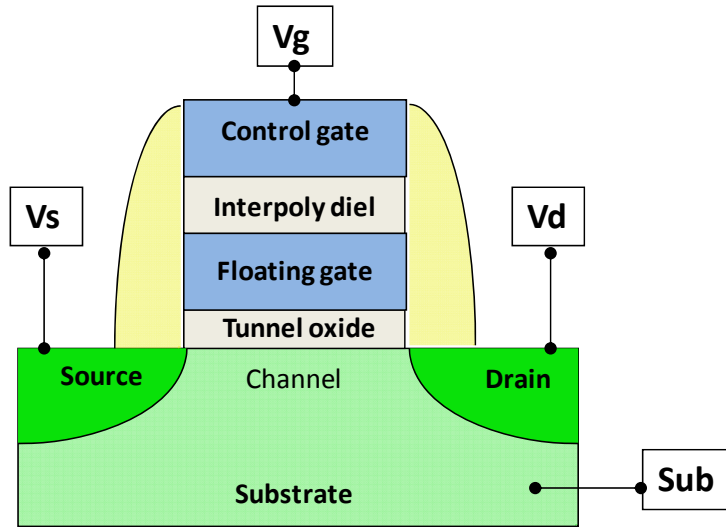 Vg
Control gate
Interpoly diel
Vs
Vd
Floating gate
Tunnel oxide
Source
Channel
Drain
Sub
Substrate